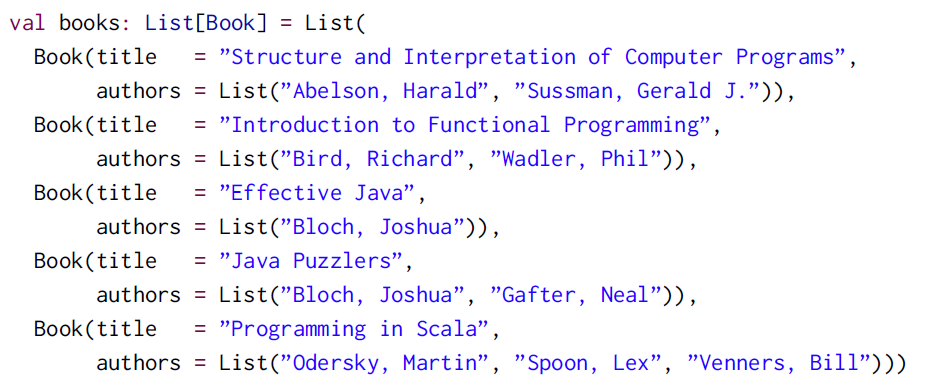 val books: List[Book] = List(
  Book(title   = ”Structure and Interpretation of Computer Programs”,
       authors = List(”Abelson, Harald”, ”Sussman, Gerald J.”)),
  Book(title   = ”Introduction to Functional Programming”,
       authors = List(”Bird, Richard”, ”Wadler, Phil”)),
  Book(title   = ”Effective Java”,
       authors = List(”Bloch, Joshua”)),
  Book(title   = ”Java Puzzlers”,
       authors = List(”Bloch, Joshua”, ”Gafter, Neal”)),
  Book(title   = ”Programming in Scala”,
       authors = List(”Odersky, Martin”, ”Spoon, Lex”, ”Venners, Bill”)))